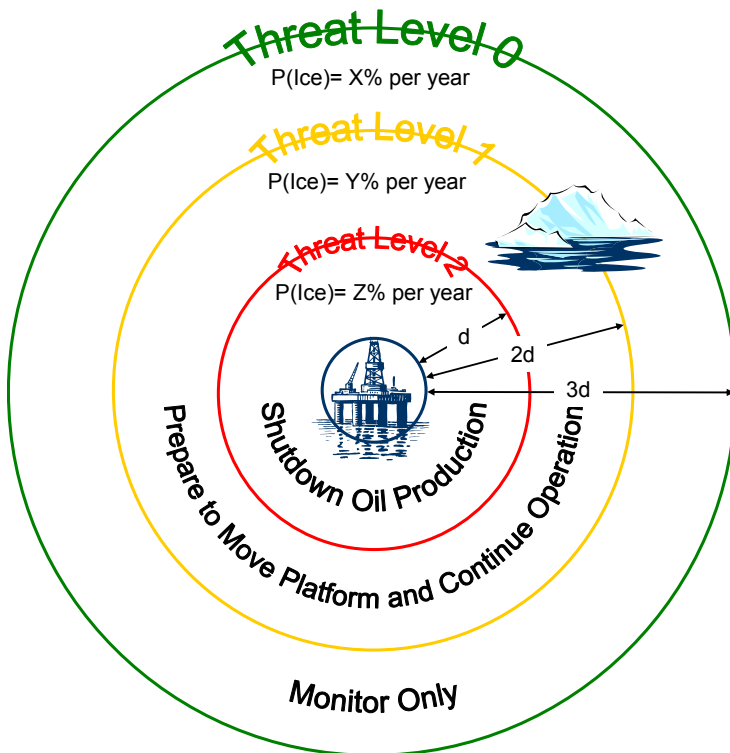 Threat Level 0
P(Ice)= X% per year
Threat Level 1
P(Ice)= Y% per year
Threat Level 2
P(Ice)= Z% per year
d
2d
3d
Shutdown Oil Production
Prepare to Move Platform and Continue Operation
Monitor Only